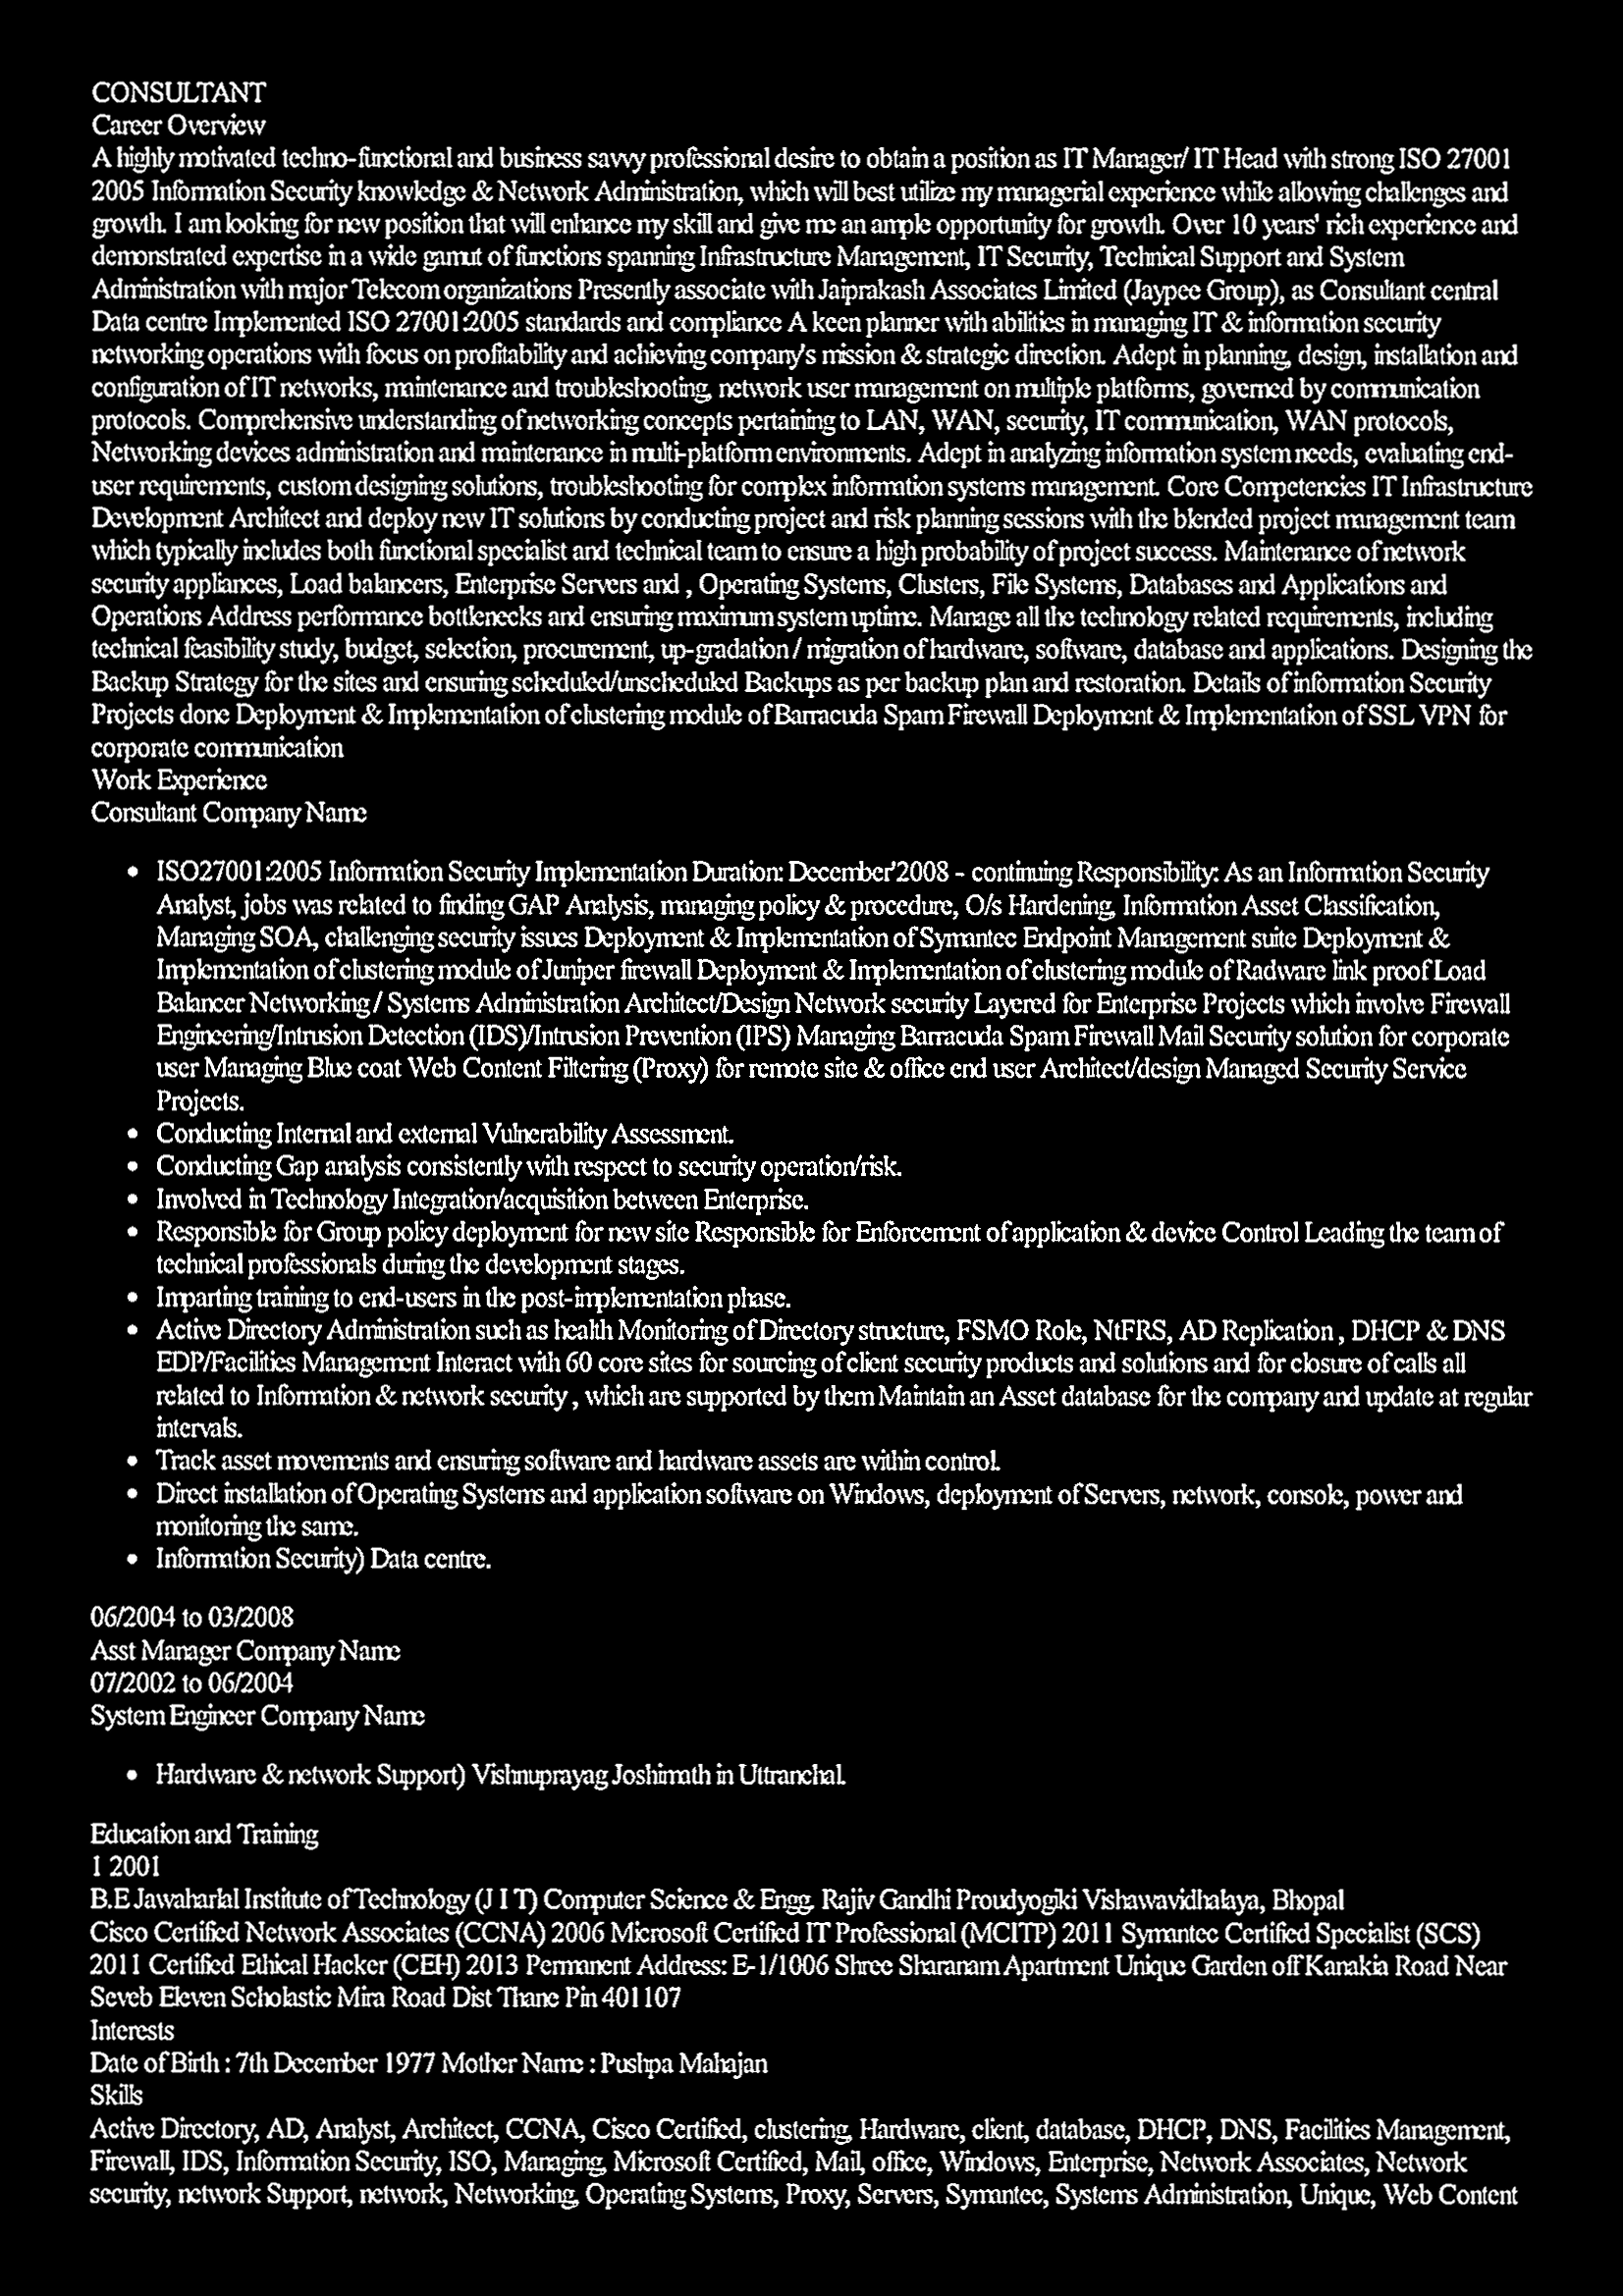 CONSULTANT
Career Overview
A highly motivated techno-functional and business savvy professional desire to obtain a position as IT Manager/ IT Head with strong ISO 27001
2005 Information Security knowledge & Network Administration, which will best utilize my managerial experience while allowing challenges and
growth. I am looking for new position that will enhance my skill and give me an ample opportunity for growth. Over 10 years' rich experience and
demonstrated expertise in a wide gamut of functions spanning Infrastructure Management, IT Security, Technical Support and System
Administration with major Telecom organizations Presently associate with Jaiprakash Associates Limited (Jaypee Group), as Consultant central
Data centre Implemented ISO 27001:2005 standards and compliance A keen planner with abilities in managing IT & information security
networking operations with focus on profitability and achieving company's mission & strategic direction. Adept in planning, design, installation and
configuration of IT networks, maintenance and troubleshooting, network user management on multiple platforms, governed by communication
protocols. Comprehensive understanding of networking concepts pertaining to LAN, WAN, security, IT communication, WAN protocols,
Networking devices administration and maintenance in multi-platform environments. Adept in analyzing information system needs, evaluating end-
user requirements, custom designing solutions, troubleshooting for complex information systems management. Core Competencies IT Infrastructure
Development Architect and deploy new IT solutions by conducting project and risk planning sessions with the blended project management team
which typically includes both functional specialist and technical team to ensure a high probability of project success. Maintenance of network
security appliances, Load balancers, Enterprise Servers and , Operating Systems, Clusters, File Systems, Databases and Applications and
Operations Address performance bottlenecks and ensuring maximum system uptime. Manage all the technology related requirements, including
technical feasibility study, budget, selection, procurement, up-gradation / migration of hardware, software, database and applications. Designing the
Backup Strategy for the sites and ensuring scheduled/unscheduled Backups as per backup plan and restoration. Details of information Security
Projects done Deployment & Implementation of clustering module of Barracuda Spam Firewall Deployment & Implementation of SSL VPN for
corporate communication
Work Experience
Consultant Company Name
• ISO27001:2005 Information Security Implementation Duration: December'2008 - continuing Responsibility: As an Information Security
Analyst, jobs was related to finding GAP Analysis, managing policy & procedure, O/s Hardening, Information Asset Classification,
Managing SOA, challenging security issues Deployment & Implementation of Symantec Endpoint Management suite Deployment &
Implementation of clustering module of Juniper firewall Deployment & Implementation of clustering module of Radware link proof Load
Balancer Networking / Systems Administration Architect/Design Network security Layered for Enterprise Projects which involve Firewall
Engineering/Intrusion Detection (IDS)/Intrusion Prevention (IPS) Managing Barracuda Spam Firewall Mail Security solution for corporate
user Managing Blue coat Web Content Filtering (Proxy) for remote site & office end user Architect/design Managed Security Service
Projects.
• Conducting Internal and external Vulnerability Assessment.
• Conducting Gap analysis consistently with respect to security operation/risk.
• Involved in Technology Integration/acquisition between Enterprise.
• Responsible for Group policy deployment for new site Responsible for Enforcement of application & device Control Leading the team of
technical professionals during the development stages.
• Imparting training to end-users in the post-implementation phase.
• Active Directory Administration such as health Monitoring of Directory structure, FSMO Role, NtFRS, AD Replication , DHCP & DNS
EDP/Facilities Management Interact with 60 core sites for sourcing of client security products and solutions and for closure of calls all
related to Information & network security , which are supported by them Maintain an Asset database for the company and update at regular
intervals.
• Track asset movements and ensuring software and hardware assets are within control.
• Direct installation of Operating Systems and application software on Windows, deployment of Servers, network, console, power and
monitoring the same.
• Information Security) Data centre.
06/2004 to 03/2008
Asst Manager Company Name
07/2002 to 06/2004
System Engineer Company Name
• Hardware & network Support) Vishnuprayag Joshimath in Uttranchal.
Education and Training
1 2001
B.E Jawaharlal Institute of Technology (J I T) Computer Science & Engg. Rajiv Gandhi Proudyogiki Vishawavidhalaya, Bhopal
Cisco Certified Network Associates (CCNA) 2006 Microsoft Certified IT Professional (MCITP) 2011 Symantec Certified Specialist (SCS)
2011 Certified Ethical Hacker (CEH) 2013 Permanent Address: E-1/1006 Shree Sharanam Apartment Unique Garden off Kanakia Road Near
Seveb Eleven Scholastic Mira Road Dist Thane Pin 401107
Interests
Date of Birth : 7th December 1977 Mother Name : Pushpa Mahajan
Skills
Active Directory, AD, Analyst, Architect, CCNA, Cisco Certified, clustering, Hardware, client, database, DHCP, DNS, Facilities Management,
Firewall, IDS, Information Security, ISO, Managing, Microsoft Certified, Mail, office, Windows, Enterprise, Network Associates, Network
security, network Support, network, Networking, Operating Systems, Proxy, Servers, Symantec, Systems Administration, Unique, Web Content